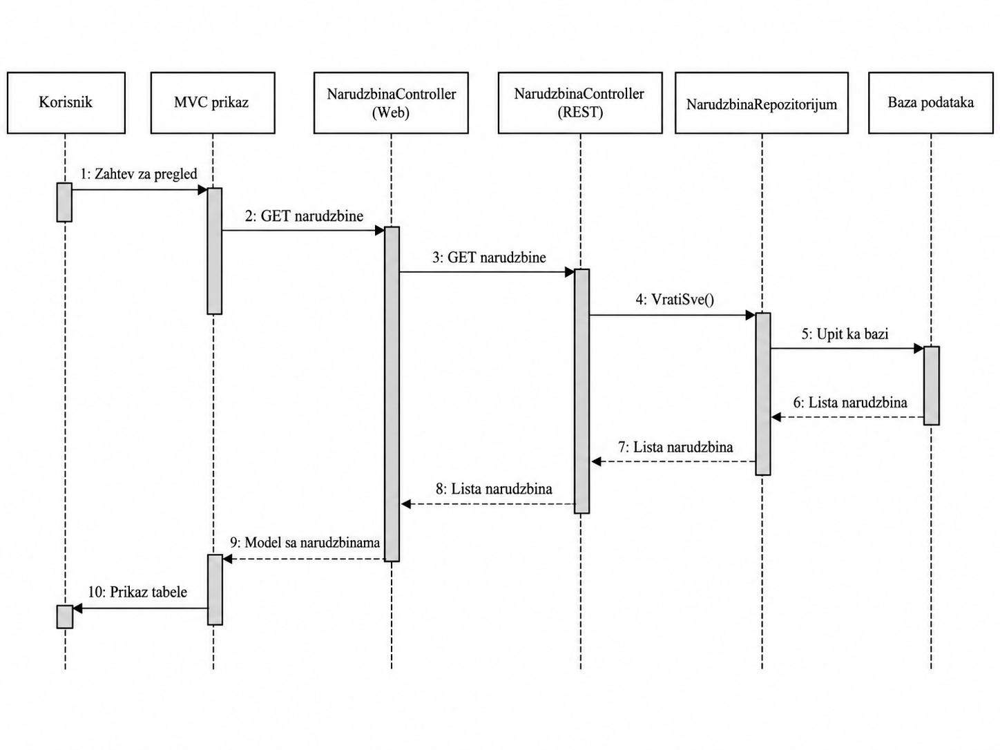 Korisnik
MVC prikaz
NarudzbinaController
(Web)
NarudzbinaController
(REST)
NarudzbinaRepozitorijum
Baza podataka
1: Zahtev za pregled
2: GET narudzbine
3: GET narudzbine
4: VratiSve()
5: Upit ka bazi
6: Lista narudzbina
7: Lista narudzbina
8: Lista narudzbina
9: Model sa narudzbinama
10: Prikaz tabele